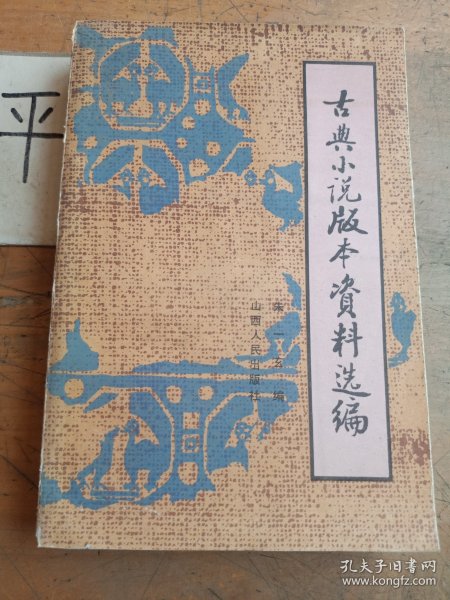 平
古典小说版本资料选编
朱一玄编
山西人民出版社
孔夫子旧书网
www.kongfz.com